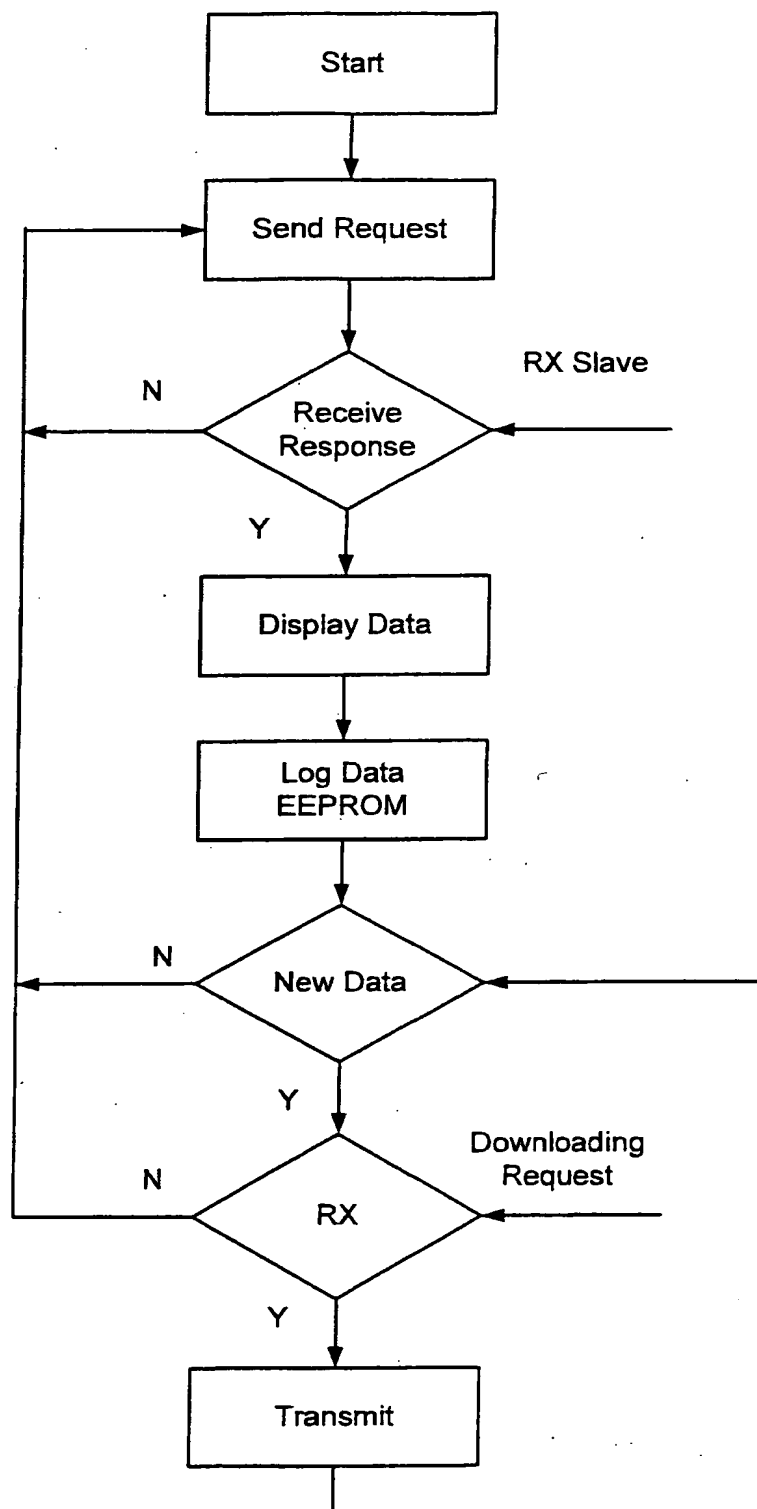 Start
Send Request
RX Slave
N
Receive
Response
Y
Display Data
Log Data
EEPROM
N
New Data
Y
Downloading
Request
N
RX
Y
Transmit